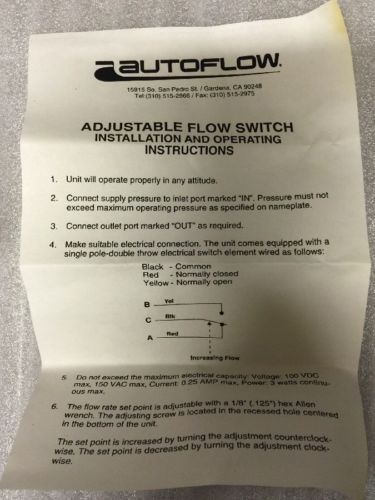 AUTOFLOW.
15915 So. San Pedro St. / Gardena, CA 90248
Tel:(310) 515-2866 / Fax: (310) 515-2975
ADJUSTABLE FLOW SWITCH
INSTALLATION AND OPERATING
INSTRUCTIONS
1. Unit will operate properly in any attitude.
2. Connect supply pressure to inlet port marked "IN". Pressure must not
exceed maximum operating pressure as specified on nameplate.
3. Connect outlet port marked "OUT" as required.
4. Make suitable electrical connection. The unit comes equipped with a
single pole-double throw electrical switch element wired as follows:
Black - Common
Red - Normally closed
Yellow - Normally open
B Yel
C Blk
A Red
Increasing Flow
5. Do not exceed the maximum electrical capacity: Voltage: 100 VDC
max, 150 VAC max, Current: 0.25 AMP max, Power: 3 watts continu-
ous max.
6. The flow rate set point is adjustable with a 1/8" (.125") hex Allen
wrench. The adjusting screw is located in the recessed hole centered
in the bottom of the unit.
The set point is increased by turning the adjustment counterclock-
wise. The set point is decreased by turning the adjustment clock-
wise.